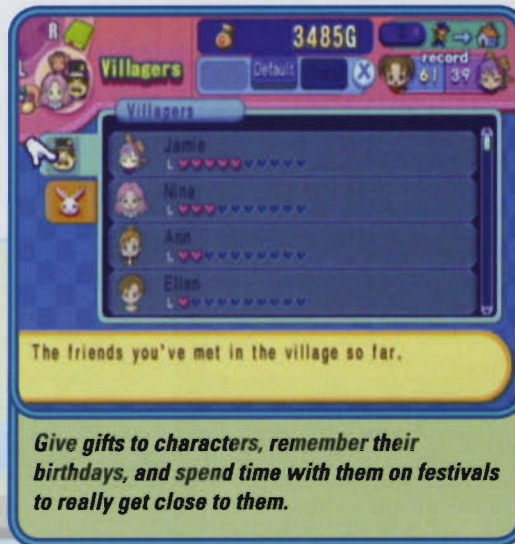 R
3485G
L
Villagers
Default
X
record
61 39
Villagers
Jamie
L
Nina
L
Ann
L
Ellen
L
The friends you've met in the village so far.
Give gifts to characters, remember their
birthdays, and spend time with them on festivals
to really get close to them.